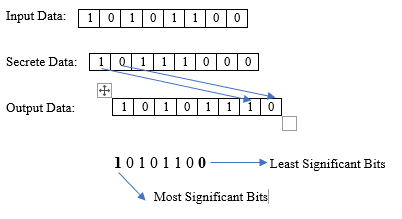 Input Data: 1 0 1 0 1 1 0 0
Secrete Data: 1 0 1 1 1 0 0 0
Output Data: 1 0 1 0 1 1 1 0
1 0 1 0 1 1 0 0 Least Significant Bits
Most Significant Bits